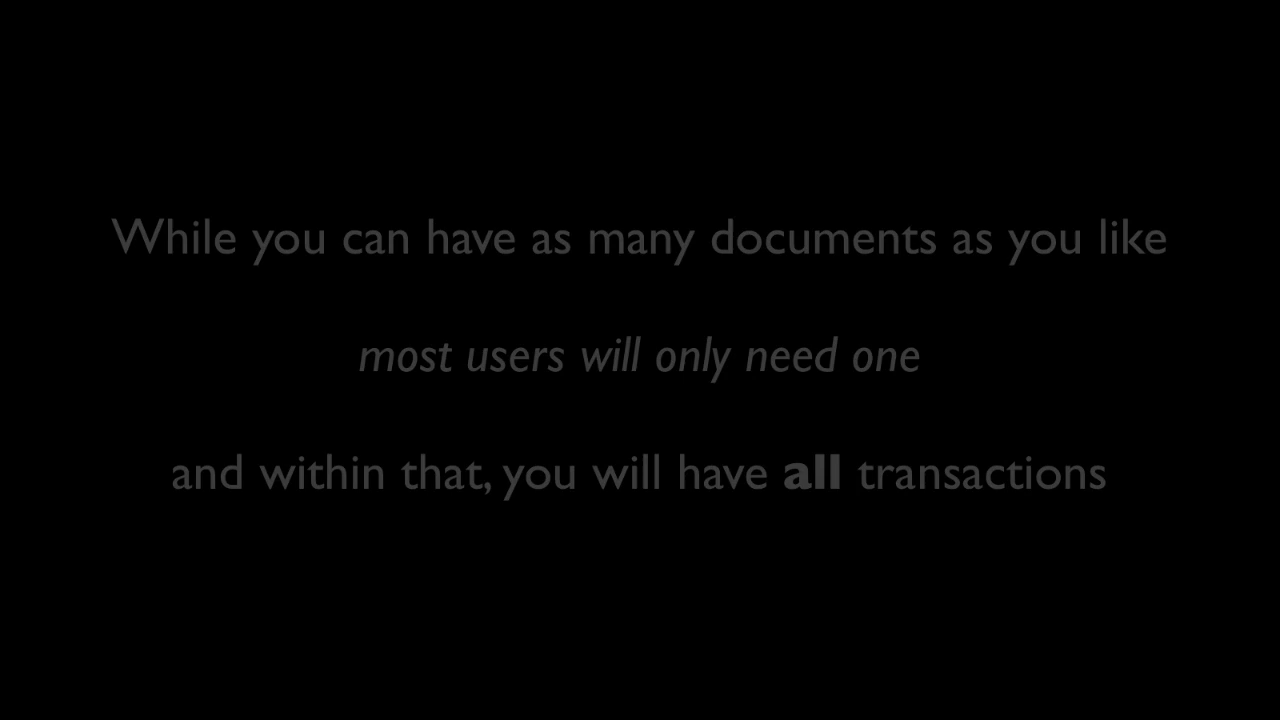 While you can have as many documents as you like
most users will only need one
and within that, you will have all transactions